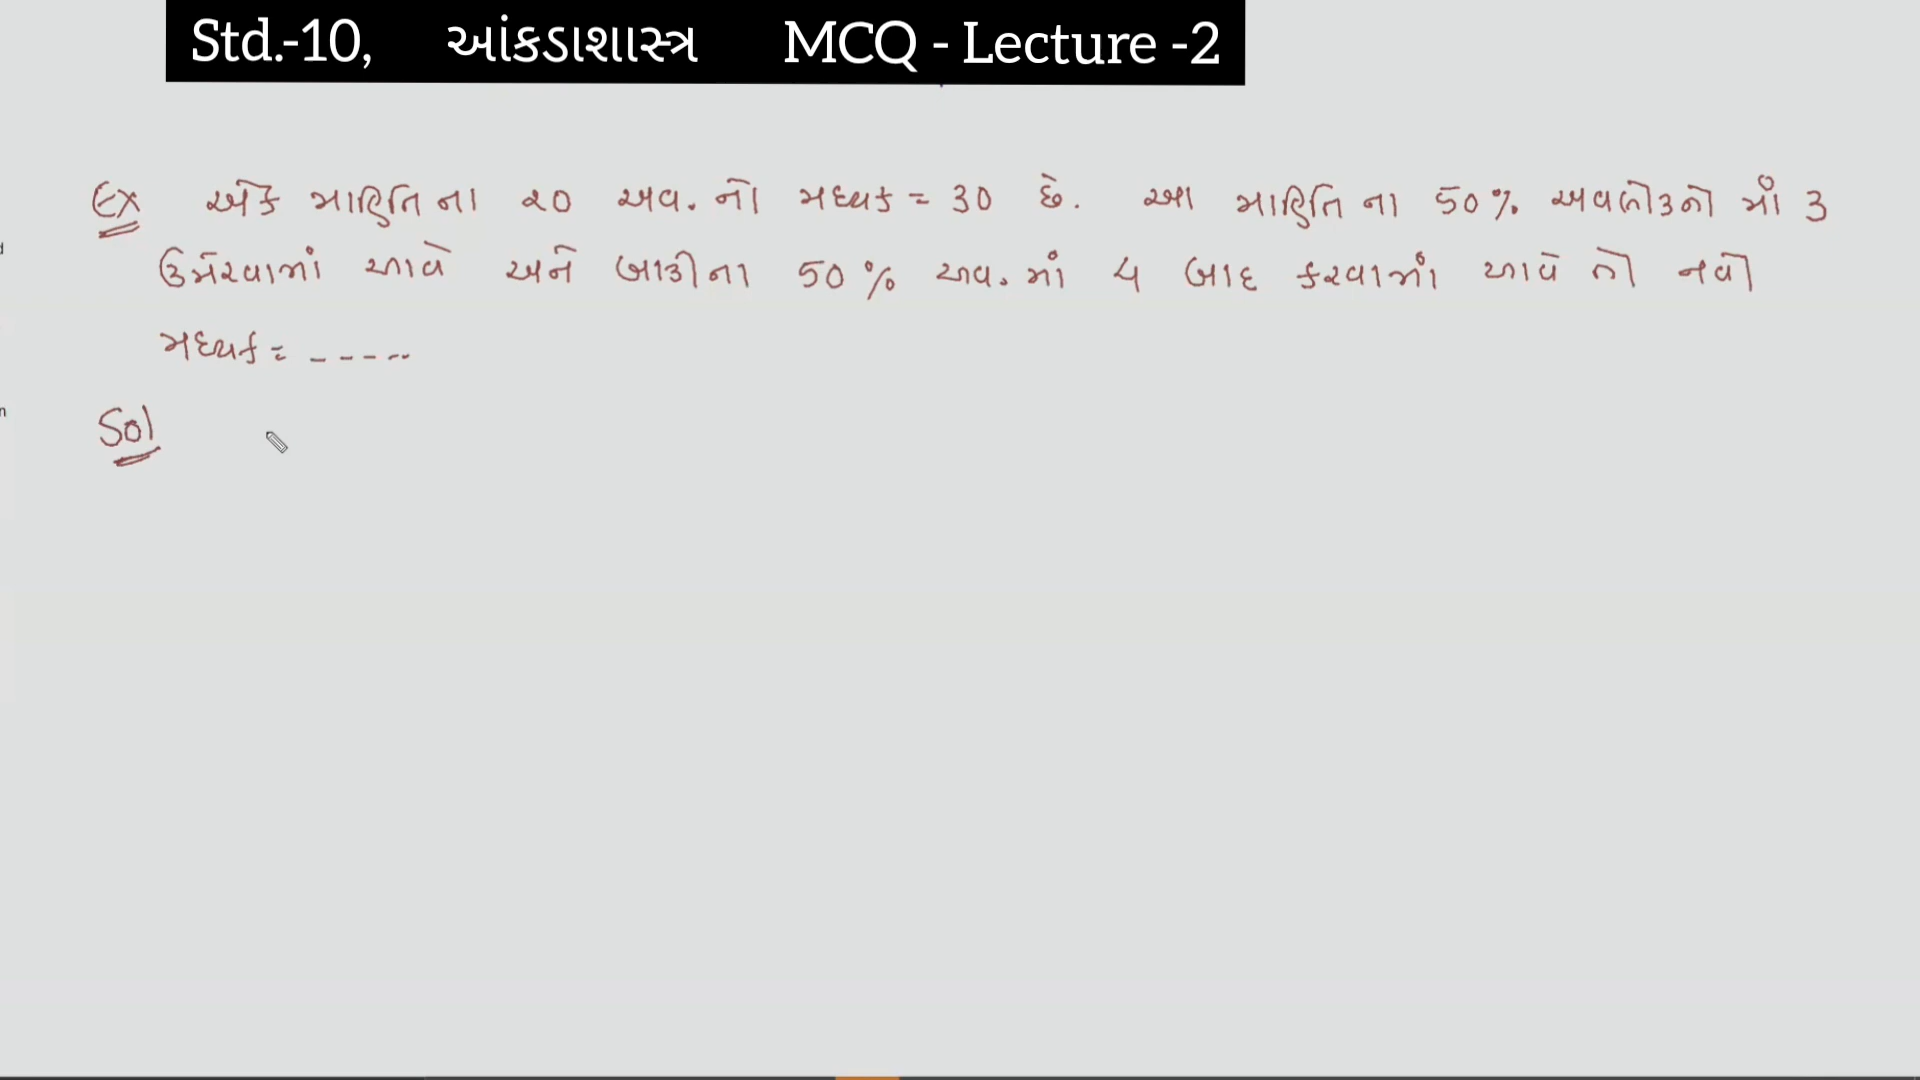 Std.-10, આંકડાશાસ્ત્ર MCQ - Lecture -2
Ex એક માહિતિ ના ૨0 અવ. નો મધ્યક = 30 છે. આ માહિતિ ના 50% અવલોકનો માં 3
ઉમેરવામાં આવે અને બાકીના 50% અવ. માં 4 બાદ કરવામાં આવે તો નવો
મધ્યક = -----
Sol